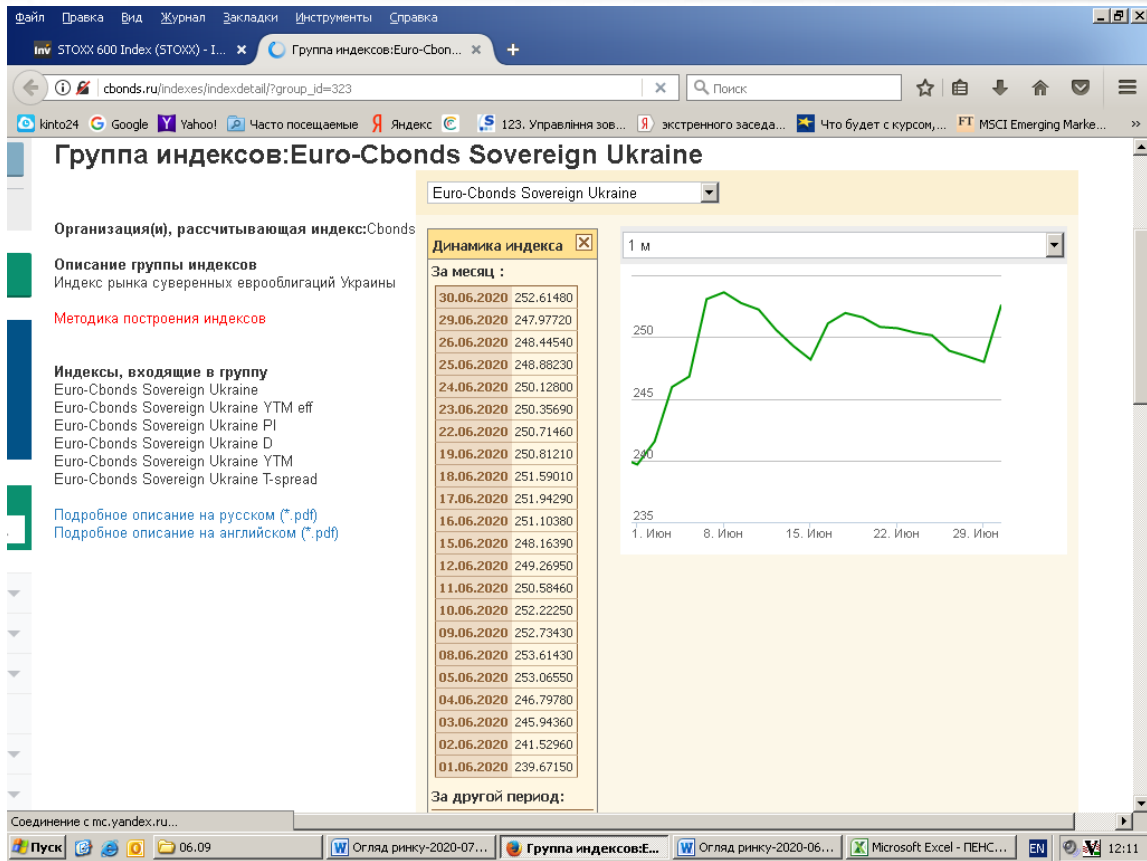 Файл Правка Вид Журнал Закладки Инструменты Справка
Inv STOXX 600 Index (STOXX) - I... Группа индексов:Euro-Cbon...
cbonds.ru/indexes/indexdetail/?group_id=323 Поиск
kinto24 Google Yahoo! Часто посещаемые Яндекс 123. Управління зов... экстренного заседа... Что будет с курсом,... FT MSCI Emerging Marke... »
Группа индексов:Euro-Cbonds Sovereign Ukraine
Euro-Cbonds Sovereign Ukraine
Организация(и), рассчитывающая индекс:Cbonds
Описание группы индексов
Индекс рынка суверенных еврооблигаций Украины
Методика построения индексов
Индексы, входящие в группу
Euro-Cbonds Sovereign Ukraine
Euro-Cbonds Sovereign Ukraine YTM eff
Euro-Cbonds Sovereign Ukraine PI
Euro-Cbonds Sovereign Ukraine D
Euro-Cbonds Sovereign Ukraine YTM
Euro-Cbonds Sovereign Ukraine T-spread
Подробное описание на русском (*.pdf)
Подробное описание на английском (*.pdf)
Динамика индекса
За месяц :
30.06.2020 252.61480
29.06.2020 247.97720
26.06.2020 248.44540
25.06.2020 248.88230
24.06.2020 250.12800
23.06.2020 250.35690
22.06.2020 250.71460
19.06.2020 250.81210
18.06.2020 251.59010
17.06.2020 251.94290
16.06.2020 251.10380
15.06.2020 248.16390
12.06.2020 249.26950
11.06.2020 250.58460
10.06.2020 252.22250
09.06.2020 252.73430
08.06.2020 253.61430
05.06.2020 253.06550
04.06.2020 246.79780
03.06.2020 245.94360
02.06.2020 241.52960
01.06.2020 239.67150
За другой период:
1 м
250
245
240
235
1. Июн 8. Июн 15. Июн 22. Июн 29. Июн
Соединение с mc.yandex.ru...
Пуск 06.09 Огляд ринку-2020-07... Группа индексов:E... Огляд ринку-2020-06... Microsoft Excel - ПЕНС... EN 12:11